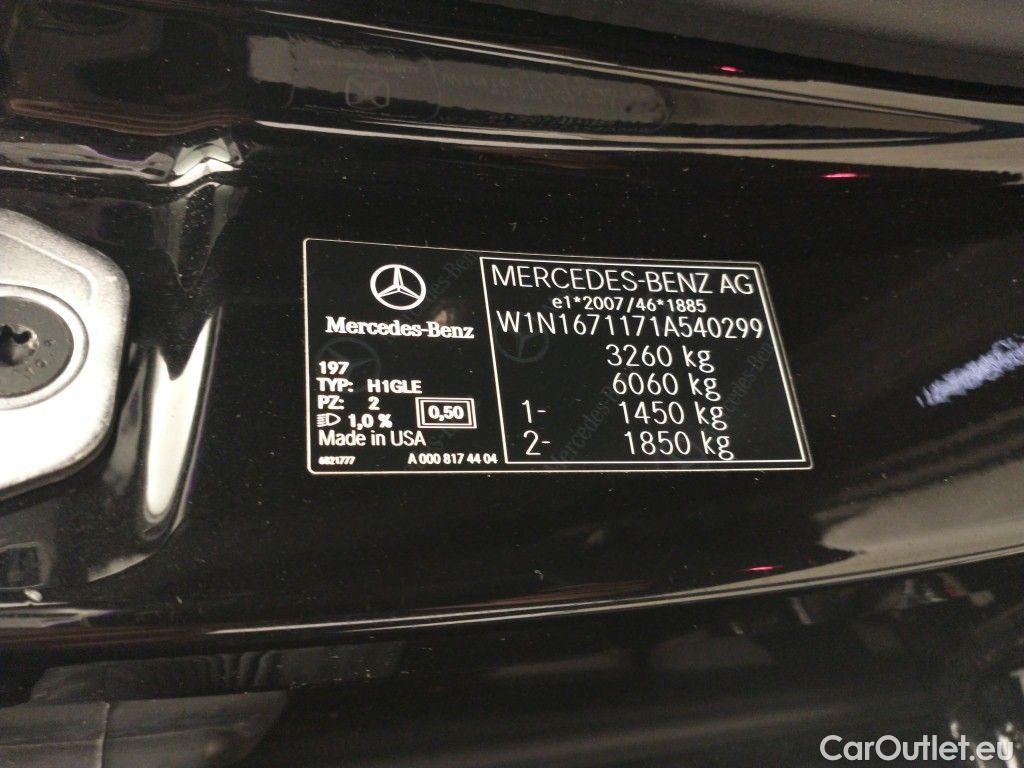 Mercedes-Benz
197
TYP: H1GLE
PZ: 2
1,0 %
0,50
Made in USA
6821777
A 000 817 44 04
MERCEDES-BENZ AG
e1*2007/46*1885
W1N1671171A540299
3260 kg
6060 kg
1- 1450 kg
2- 1850 kg
CarOutlet.eu